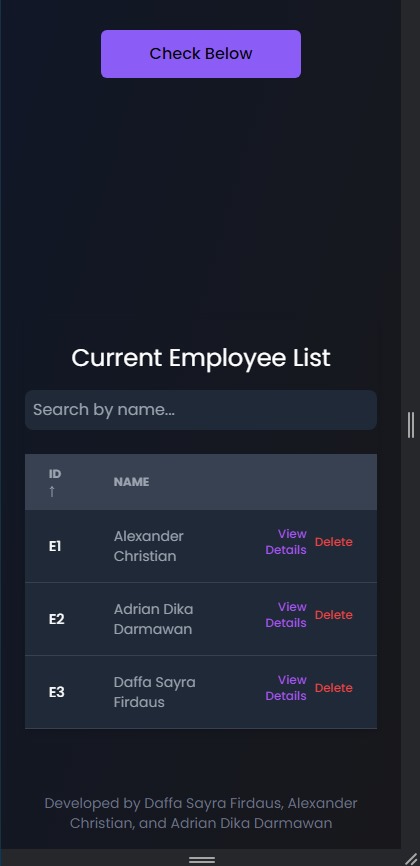 Check Below
Current Employee List
Search by name...
ID ↑ NAME
E1 Alexander Christian View Details Delete
E2 Adrian Dika Darmawan View Details Delete
E3 Daffa Sayra Firdaus View Details Delete
Developed by Daffa Sayra Firdaus, Alexander
Christian, and Adrian Dika Darmawan